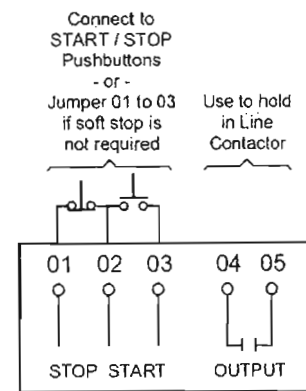 Connect to
START / STOP
Pushbuttons
- or -
Jumper 01 to 03
if soft stop is
not required
Use to hold
in Line
Contactor
01 02 03 04 05
STOP START OUTPUT